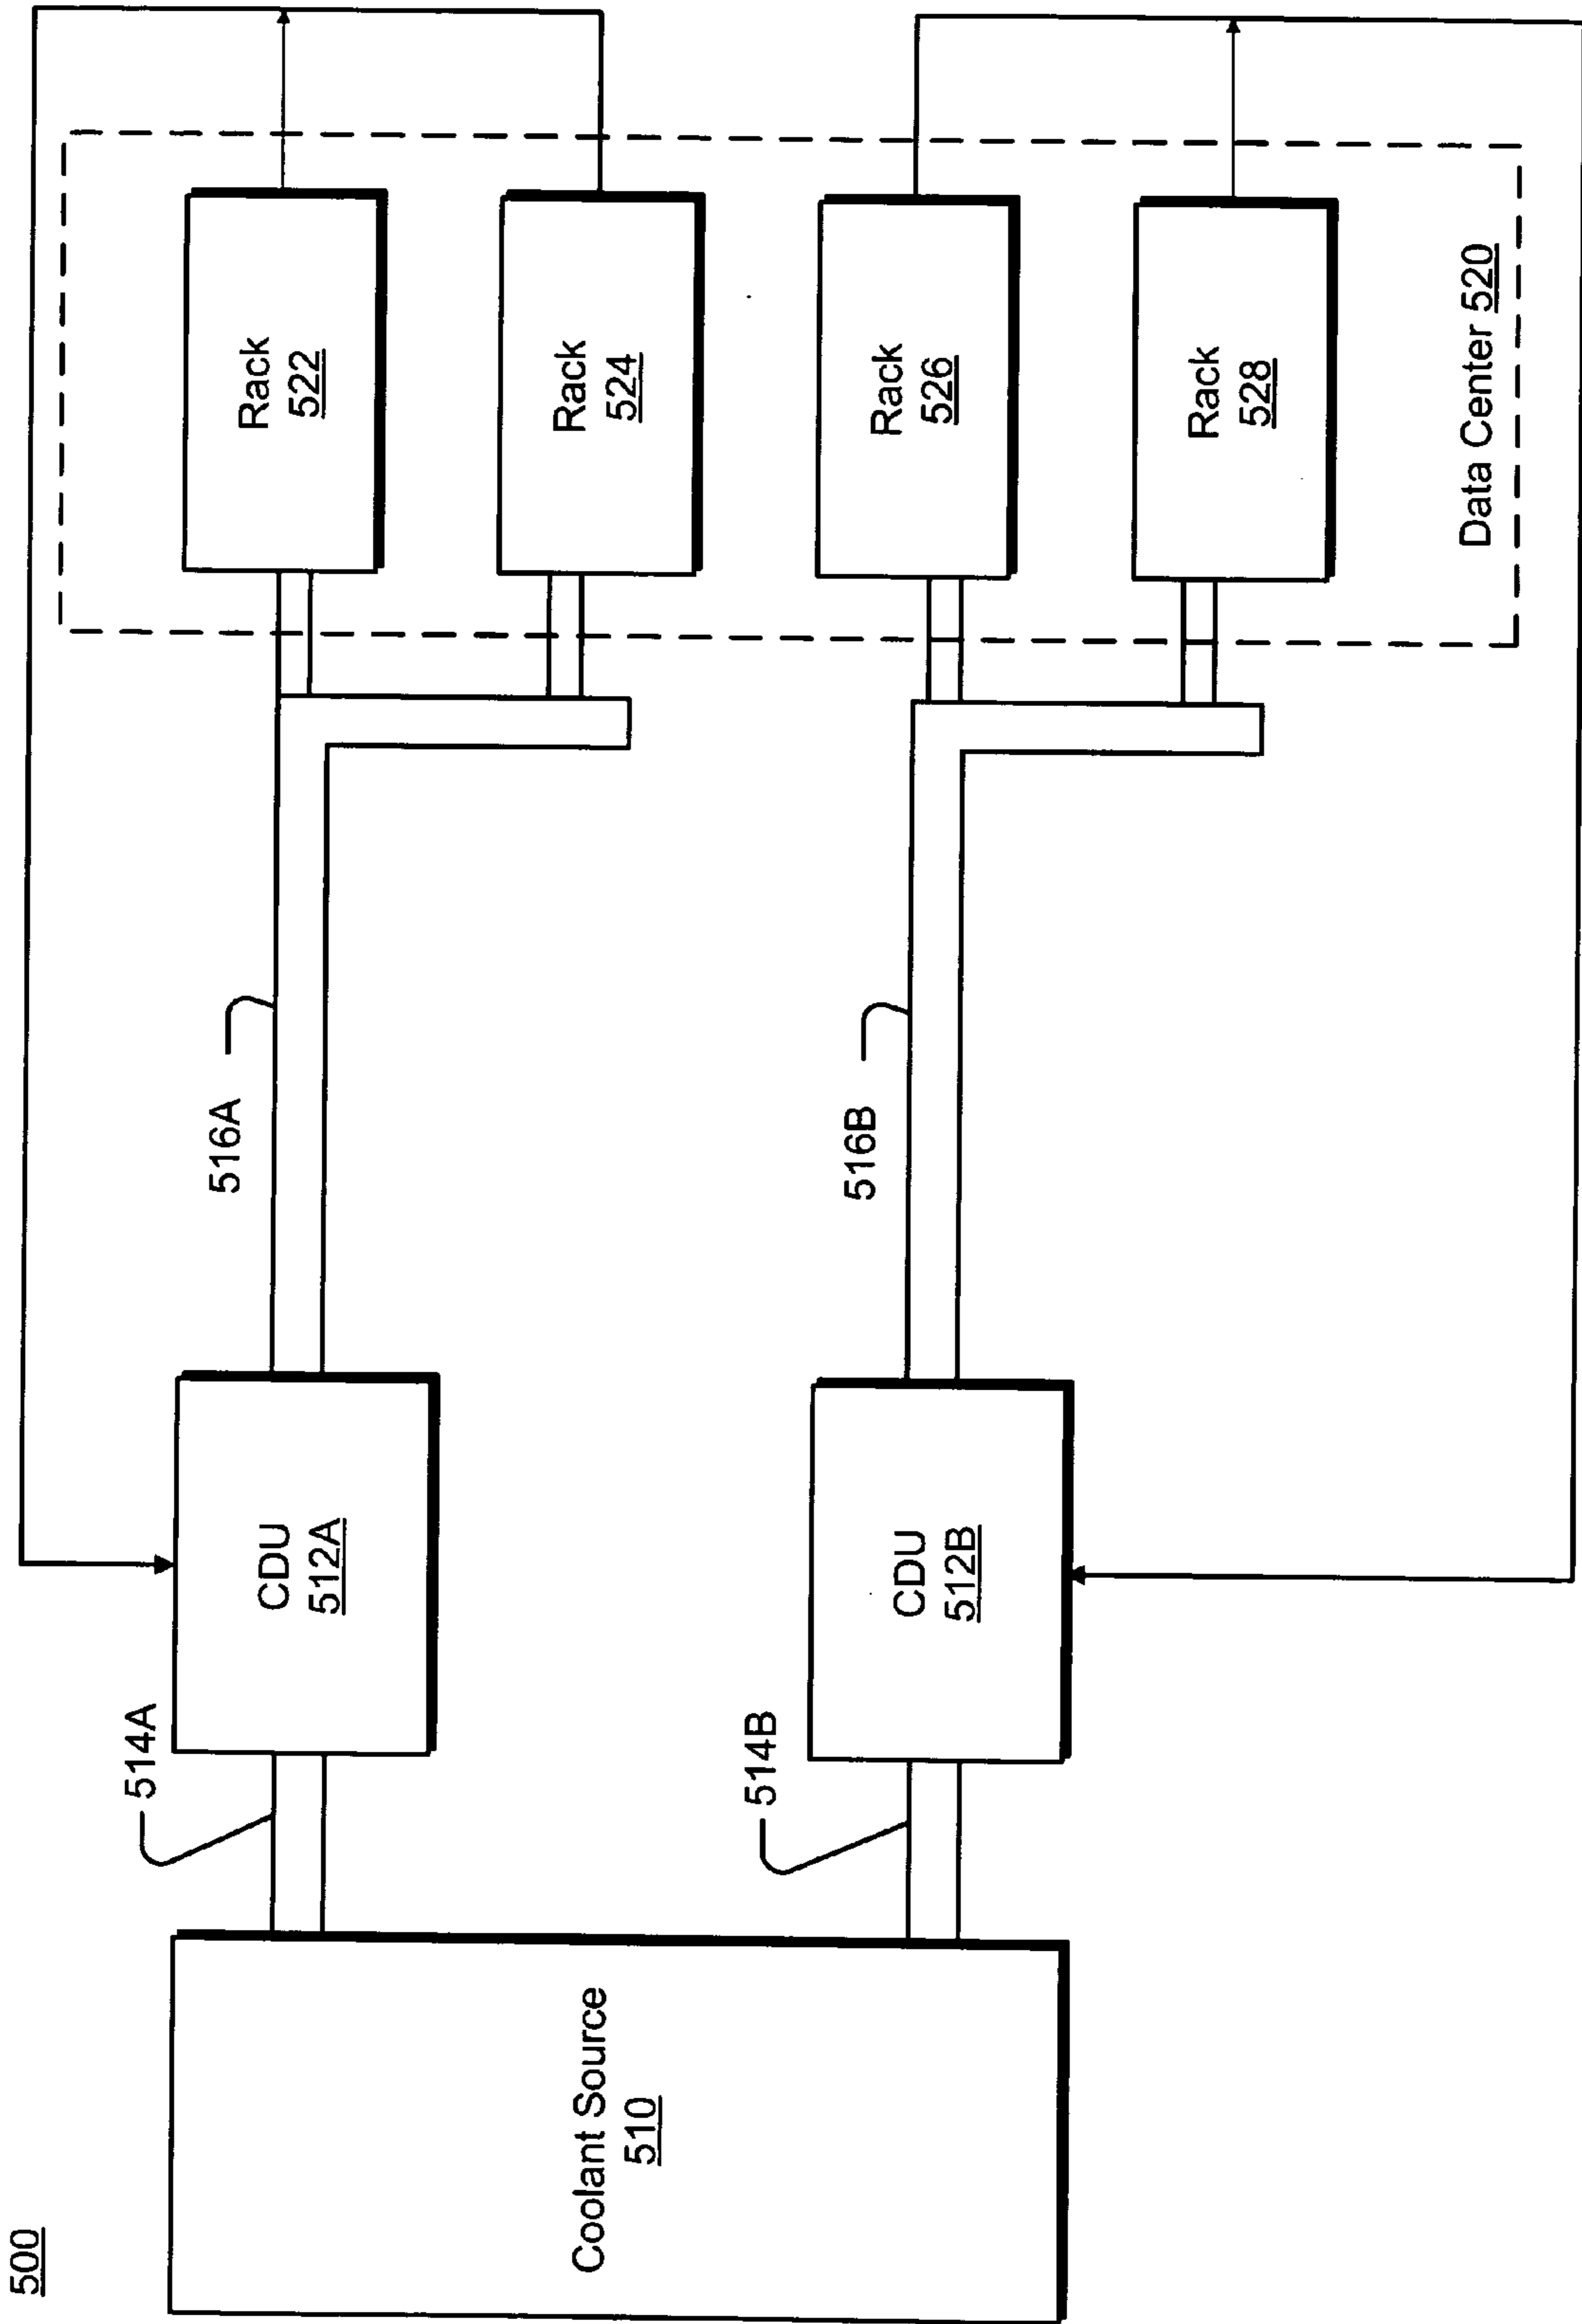 500
Coolant Source
510
514A
514B
CDU
512A
CDU
512B
516A
516B
Rack
522
Rack
524
Rack
526
Rack
528
Data Center 520